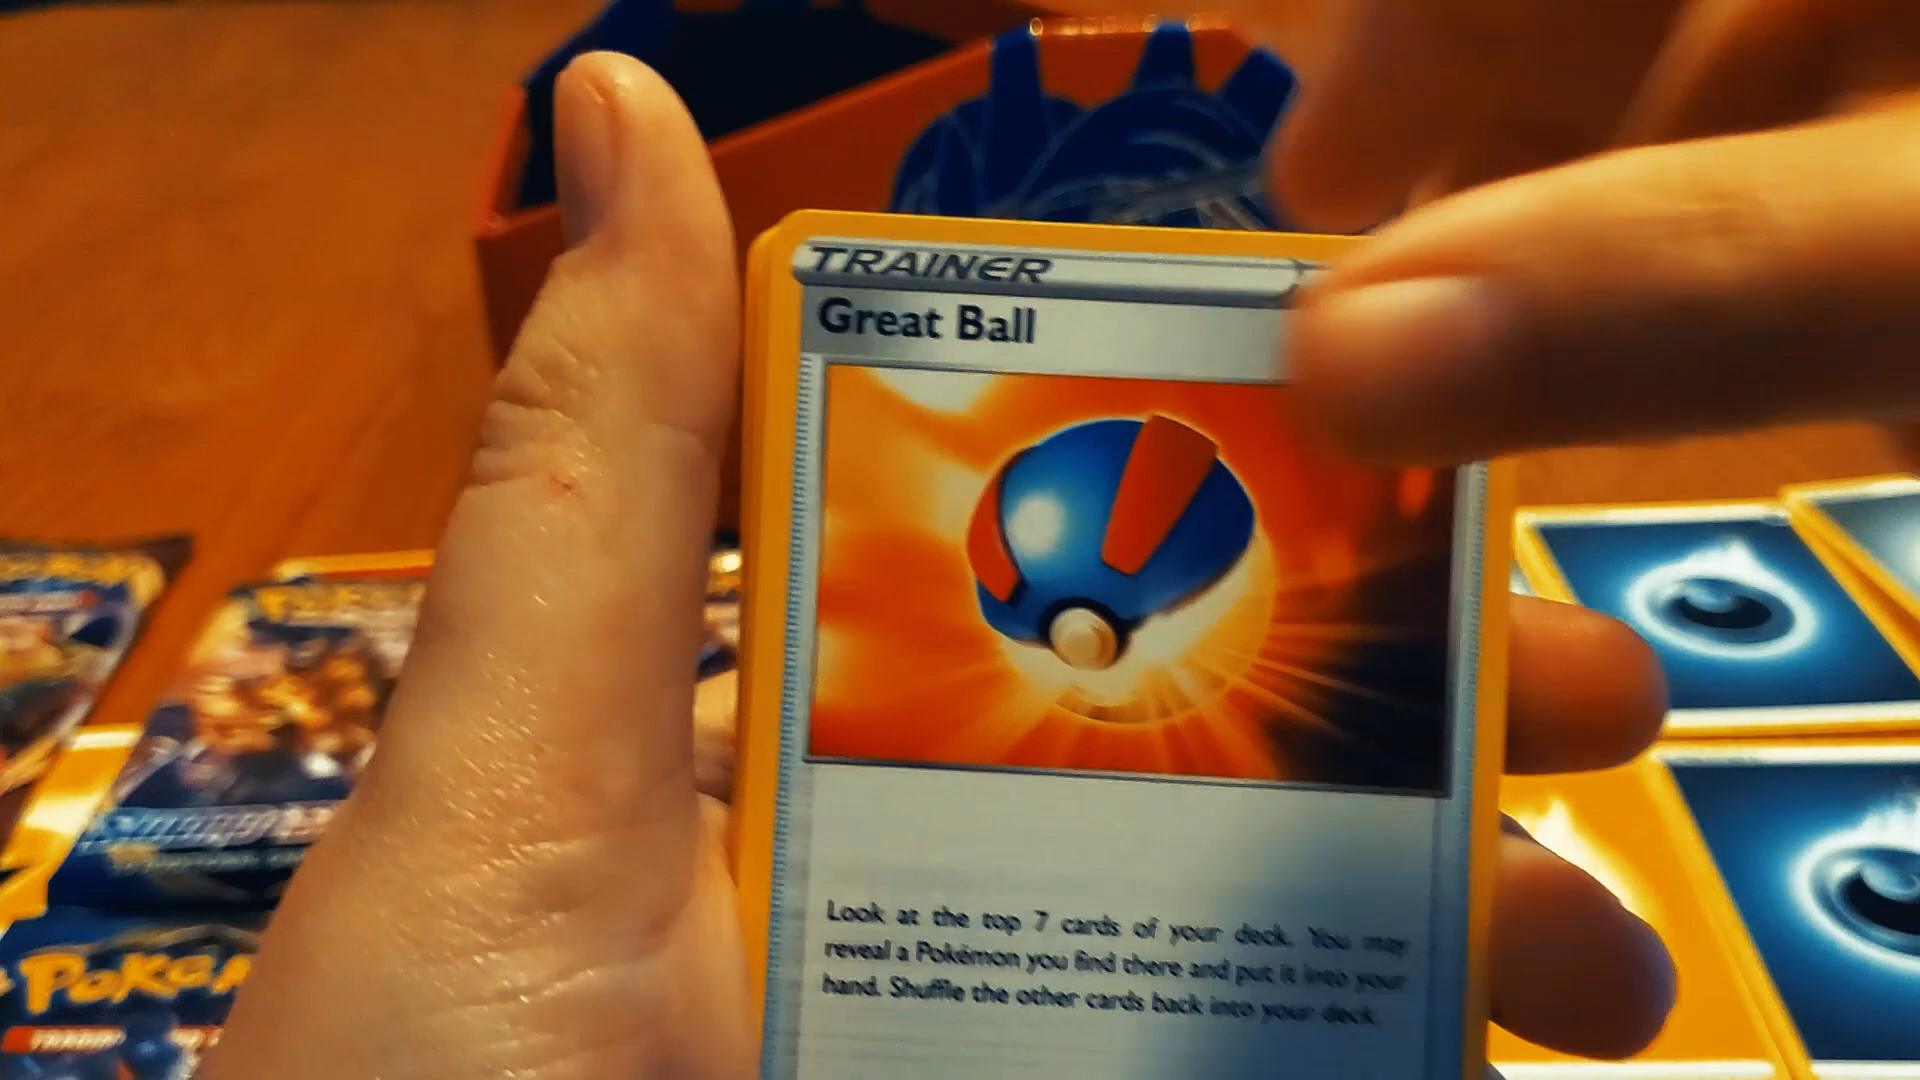 TRAINER
Great Ball
Look at the top 7 cards of your deck. You may
reveal a Pokémon you find there and put it into your
hand. Shuffle the other cards back into your deck.